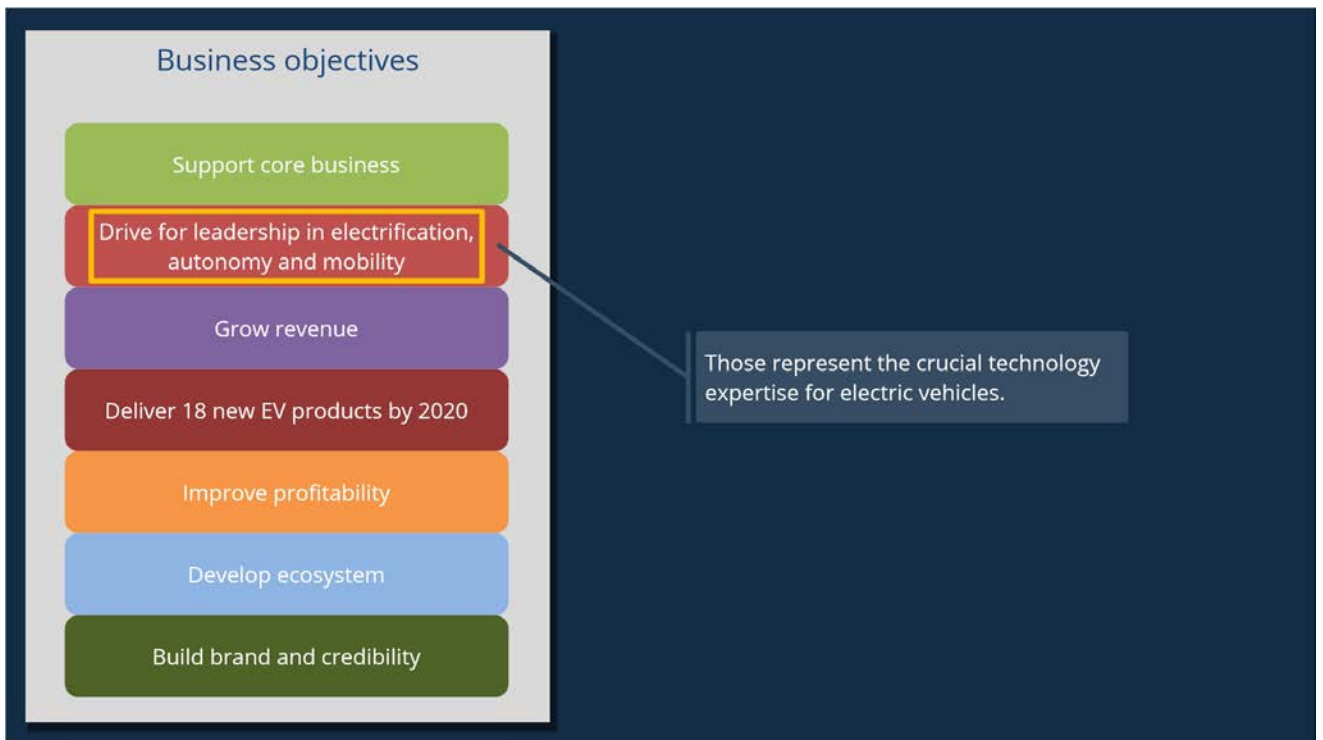 Business objectives
Support core business
Drive for leadership in electrification,
autonomy and mobility
Grow revenue
Those represent the crucial technology
expertise for electric vehicles.
Deliver 18 new EV products by 2020
Improve profitability
Develop ecosystem
Build brand and credibility